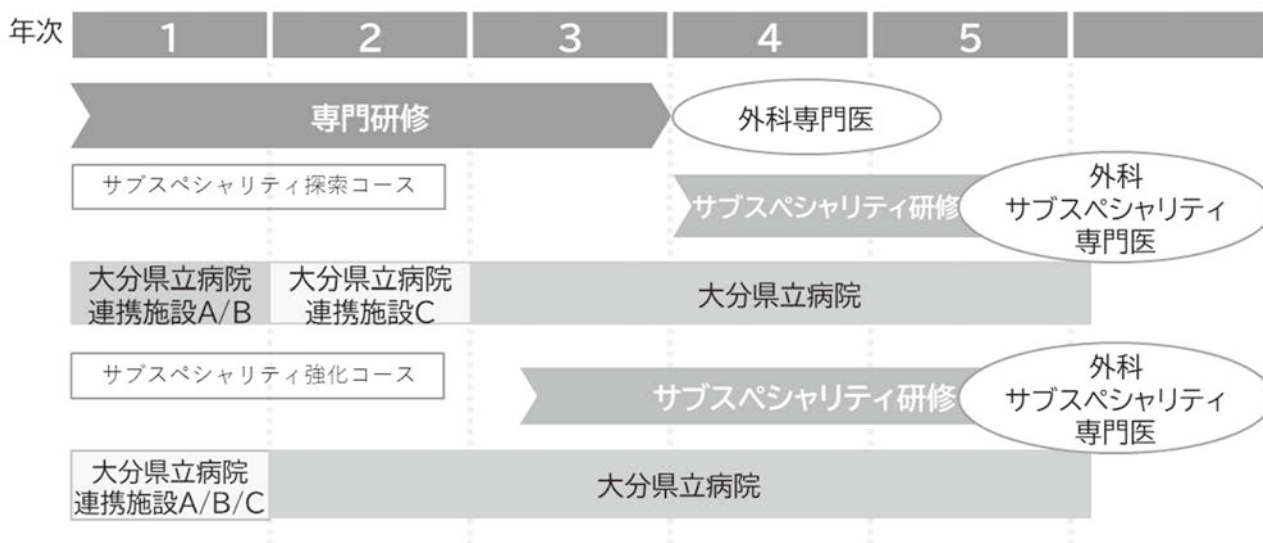 年次 1 2 3 4 5
専門研修 外科専門医
サブスペシャリティ探索コース
サブスペシャリティ研修
外科
サブスペシャリティ
専門医
大分県立病院
連携施設A/B
大分県立病院
連携施設C
大分県立病院
サブスペシャリティ強化コース
サブスペシャリティ研修
外科
サブスペシャリティ
専門医
大分県立病院
連携施設A/B/C
大分県立病院